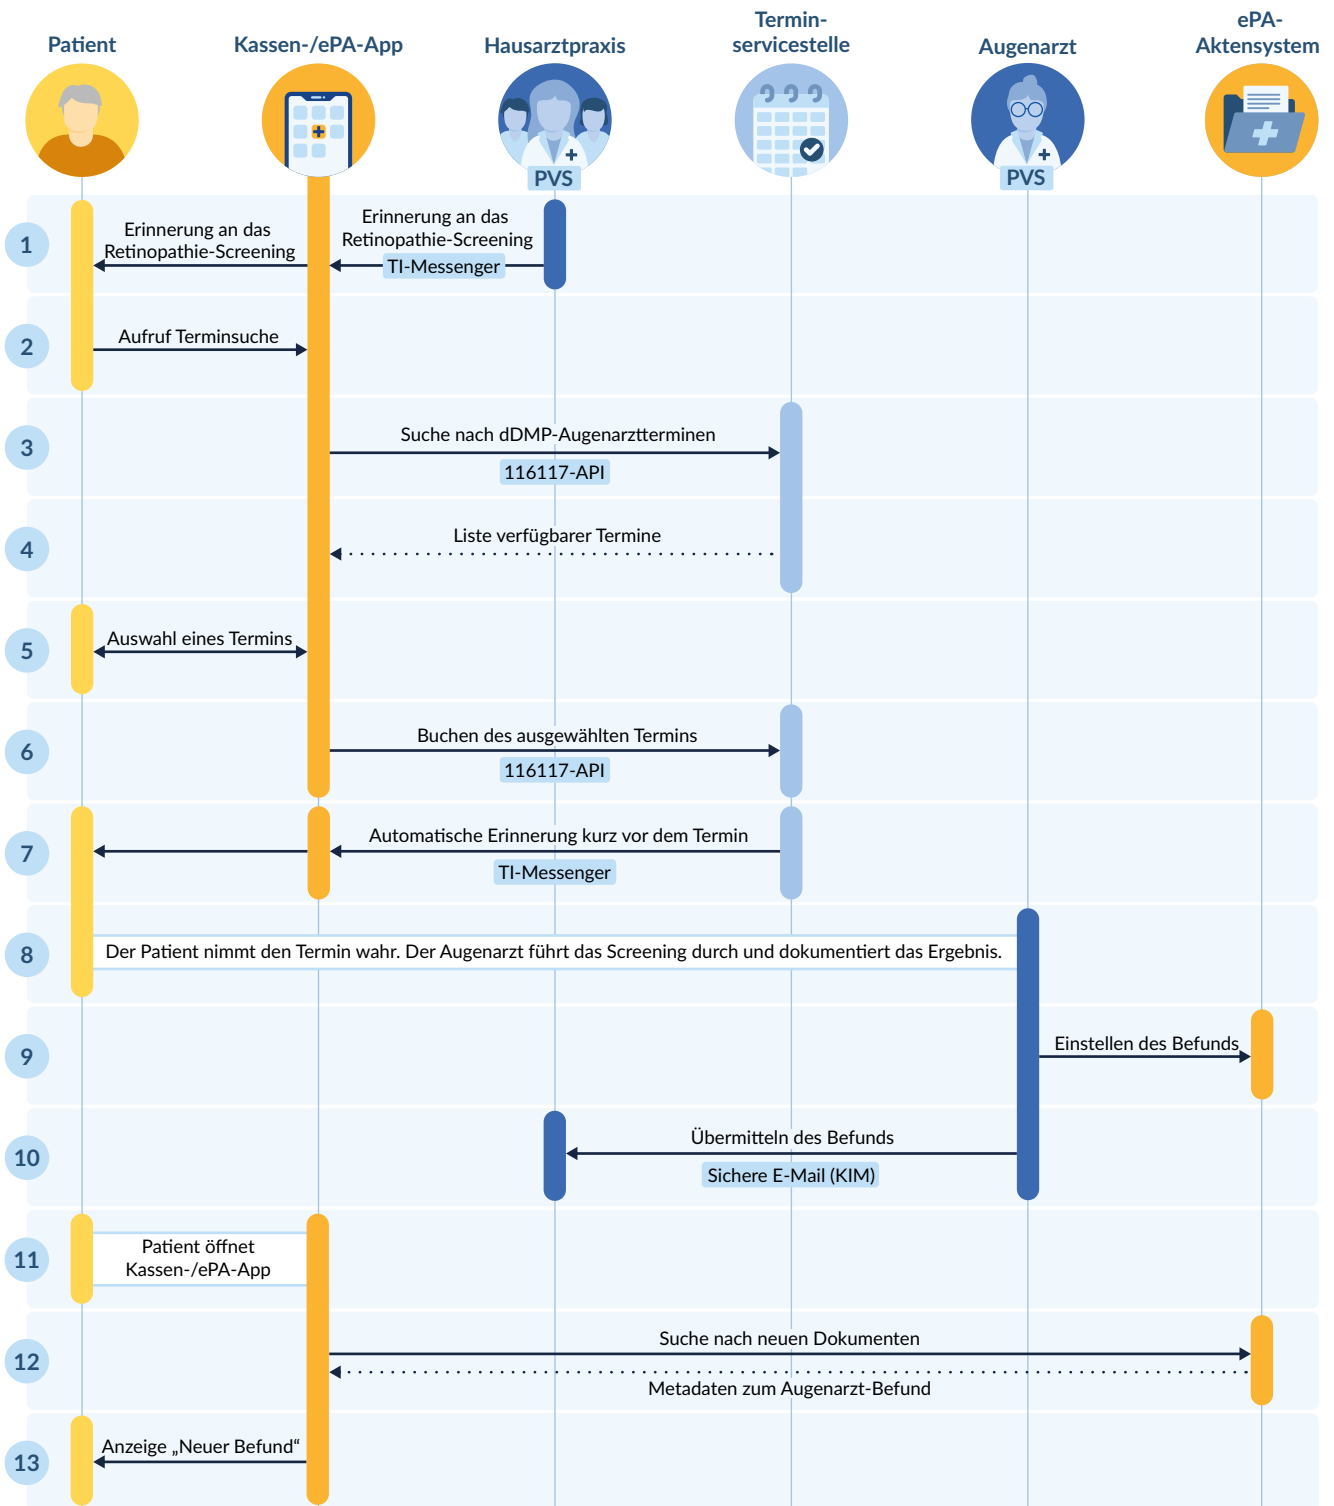 Patient
Kassen-/ePA-App
Hausarztpraxis
Termin-
servicestelle
Augenarzt
ePA-
Aktensystem
PVS
PVS
1
Erinnerung an das
Retinopathie-Screening
Erinnerung an das
Retinopathie-Screening
TI-Messenger
2
Aufruf Terminsuche
3
Suche nach dDMP-Augenarztterminen
116117-API
4
Liste verfügbarer Termine
5
Auswahl eines Termins
6
Buchen des ausgewählten Termins
116117-API
7
Automatische Erinnerung kurz vor dem Termin
TI-Messenger
8
Der Patient nimmt den Termin wahr. Der Augenarzt führt das Screening durch und dokumentiert das Ergebnis.
9
Einstellen des Befunds
10
Übermitteln des Befunds
Sichere E-Mail (KIM)
11
Patient öffnet
Kassen-/ePA-App
12
Suche nach neuen Dokumenten
Metadaten zum Augenarzt-Befund
13
Anzeige „Neuer Befund“